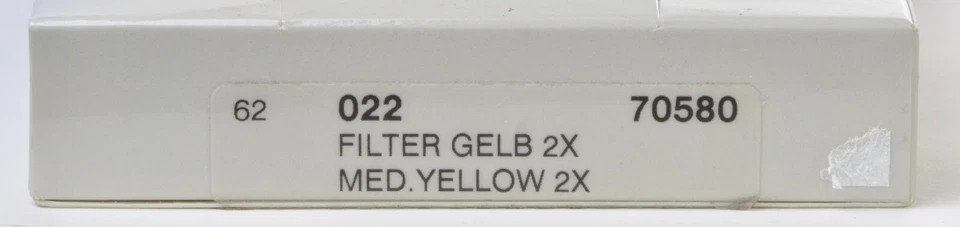 62 022 70580
FILTER GELB 2X
MED.YELLOW 2X